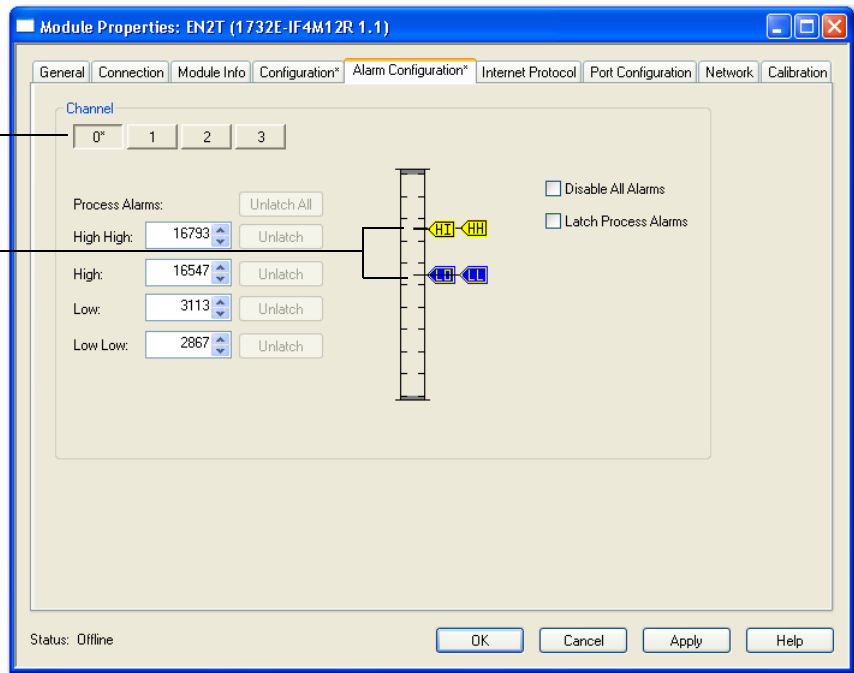 Module Properties: EN2T (1732E-IF4M12R 1.1)
General Connection Module Info Configuration* Alarm Configuration* Internet Protocol Port Configuration Network Calibration
Channel
0* 1 2 3
Process Alarms: Unlatch All
High High: 16793 Unlatch
High: 16547 Unlatch
Low: 3113 Unlatch
Low Low: 2867 Unlatch
HI HH
LO LL
Disable All Alarms
Latch Process Alarms
Status: Offline
OK Cancel Apply Help